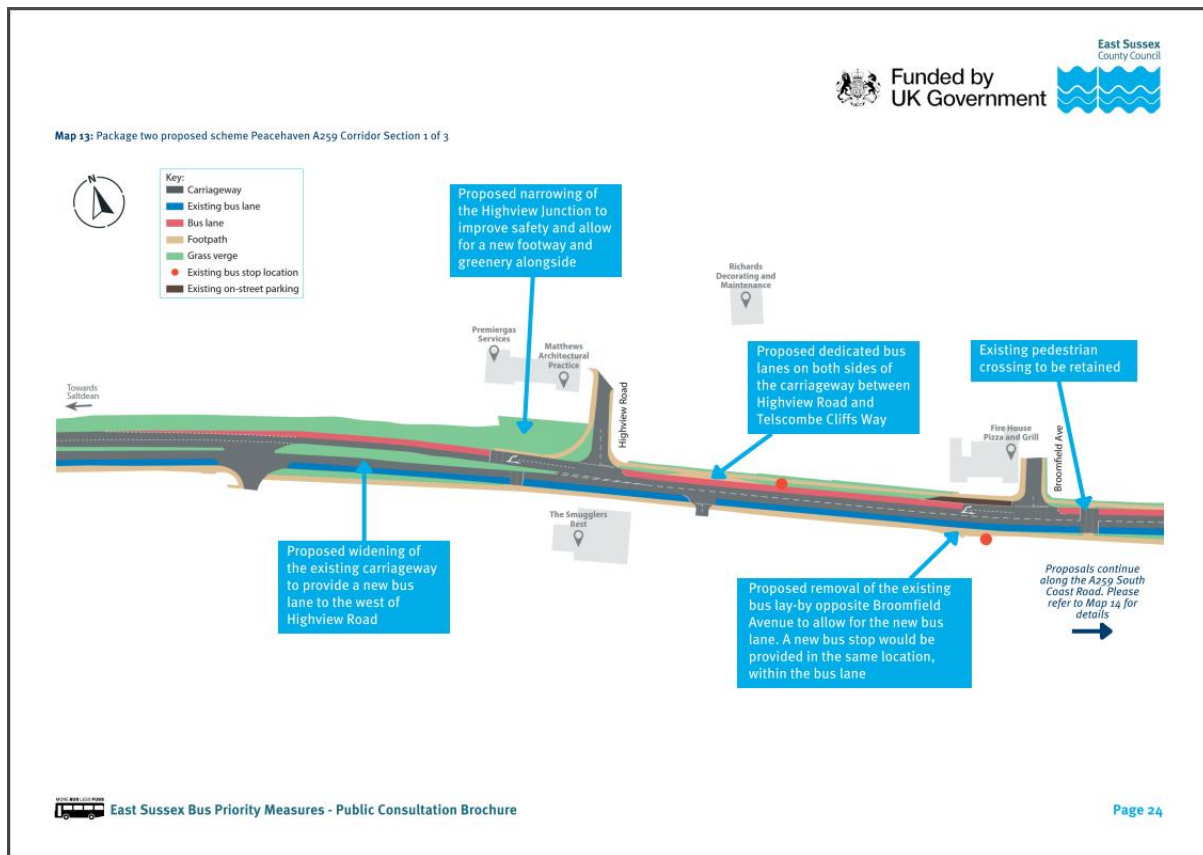 East Sussex
County Council
Funded by
UK Government
Map 13: Package two proposed scheme Peacehaven A259 Corridor Section 1 of 3
N
Key:
Carriageway
Existing bus lane
Bus lane
Footpath
Grass verge
Existing bus stop location
Existing on-street parking
Proposed narrowing of
the Highview Junction to
improve safety and allow
for a new footway and
greenery alongside
Richards
Decorating and
Maintenance
Premiergas
Services
Matthews
Architectural
Practice
Proposed dedicated bus
lanes on both sides of
the carriageway between
Highview Road and
Telscombe Cliffs Way
Existing pedestrian
crossing to be retained
Towards
Saltdean
Highview Road
Fire House
Pizza and Grill
Broomfield Ave
The Smugglers
Rest
Proposed widening of
the existing carriageway
to provide a new bus
lane to the west of
Highview Road
Proposed removal of the existing
bus lay-by opposite Broomfield
Avenue to allow for the new bus
lane. A new bus stop would be
provided in the same location,
within the bus lane
Proposals continue
along the A259 South
Coast Road. Please
refer to Map 14 for
details
MORE BUS LESS FUSS
East Sussex Bus Priority Measures - Public Consultation Brochure
Page 24